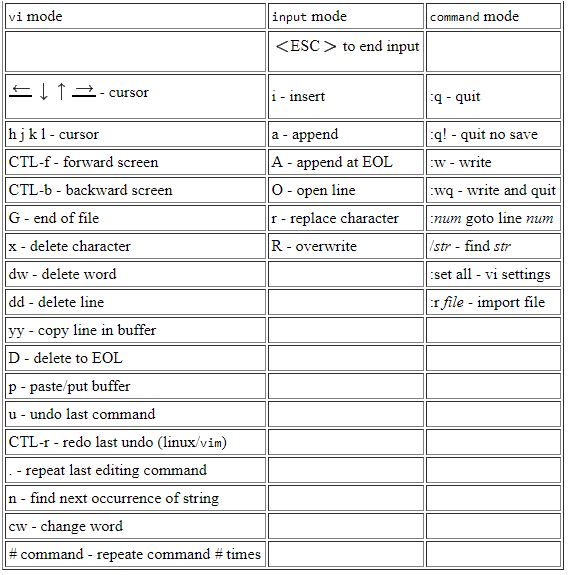 vi mode input mode command mode
<ESC> to end input
← ↓ ↑ → - cursor i - insert :q - quit
h j k l - cursor a - append :q! - quit no save
CTL-f - forward screen A - append at EOL :w - write
CTL-b - backward screen O - open line :wq - write and quit
G - end of file r - replace character :num goto line num
x - delete character R - overwrite /str - find str
dw - delete word :set all - vi settings
dd - delete line :r file - import file
yy - copy line in buffer
D - delete to EOL
p - paste/put buffer
u - undo last command
CTL-r - redo last undo (linux/vim)
. - repeat last editing command
n - find next occurrence of string
cw - change word
# command - repeate command # times